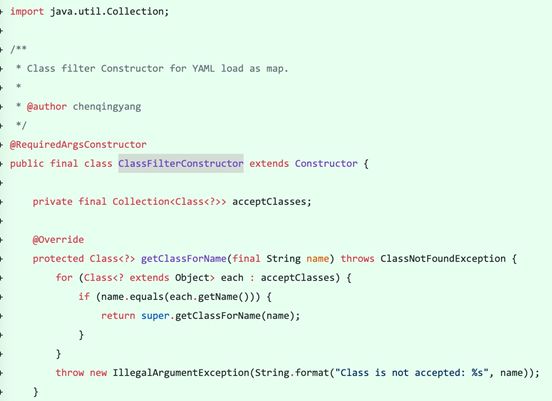 + import java.util.Collection;
+
+ /**
+ * Class filter Constructor for YAML load as map.
+ *
+ * @author chenqingyang
+ */
+ @RequiredArgsConstructor
+ public final class ClassFilterConstructor extends Constructor {
+
+ private final Collection<Class<?>> acceptClasses;
+
+ @Override
+ protected Class<?> getClassForName(final String name) throws ClassNotFoundException {
+ for (Class<? extends Object> each : acceptClasses) {
+ if (name.equals(each.getName())) {
+ return super.getClassForName(name);
+ }
+ }
+ throw new IllegalArgumentException(String.format("Class is not accepted: %s", name));
+ }